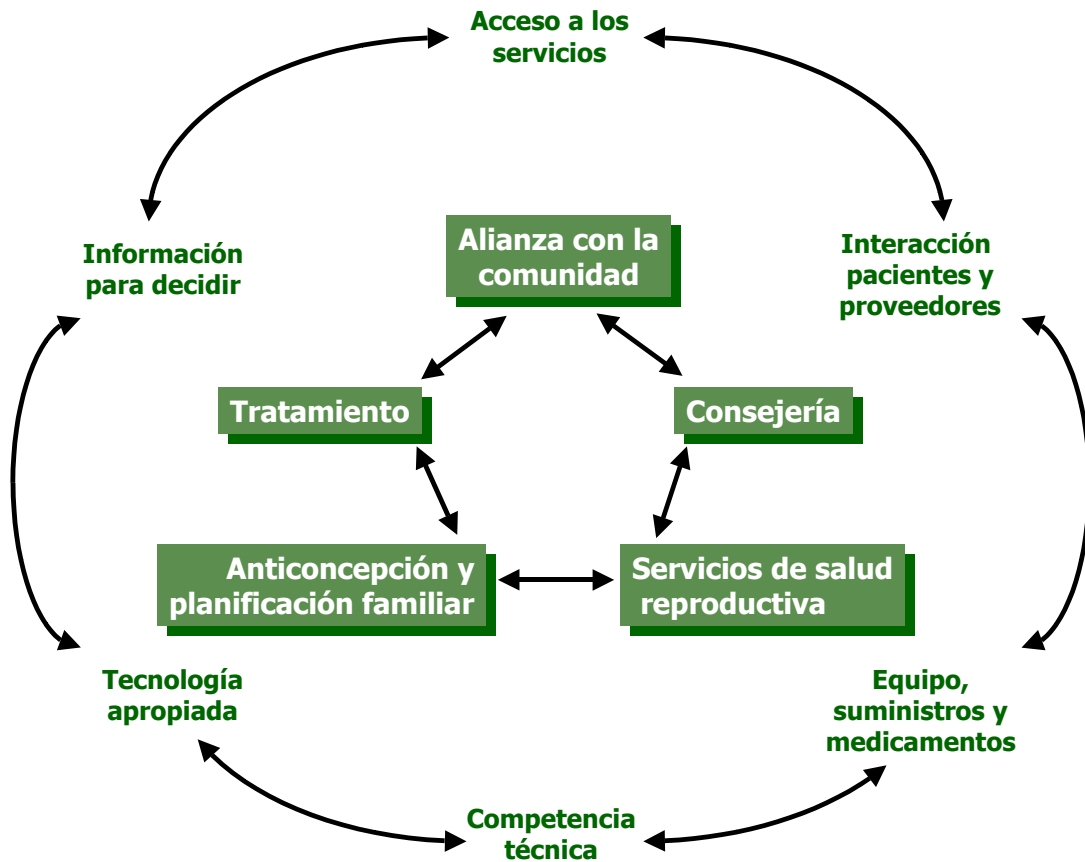 Acceso a los
servicios
Información
para decidir
Alianza con la
comunidad
Interacción
pacientes y
proveedores
Tratamiento
Consejería
Anticoncepción y
planificación familiar
Servicios de salud
reproductiva
Tecnología
apropiada
Equipo,
suministros y
medicamentos
Competencia
técnica